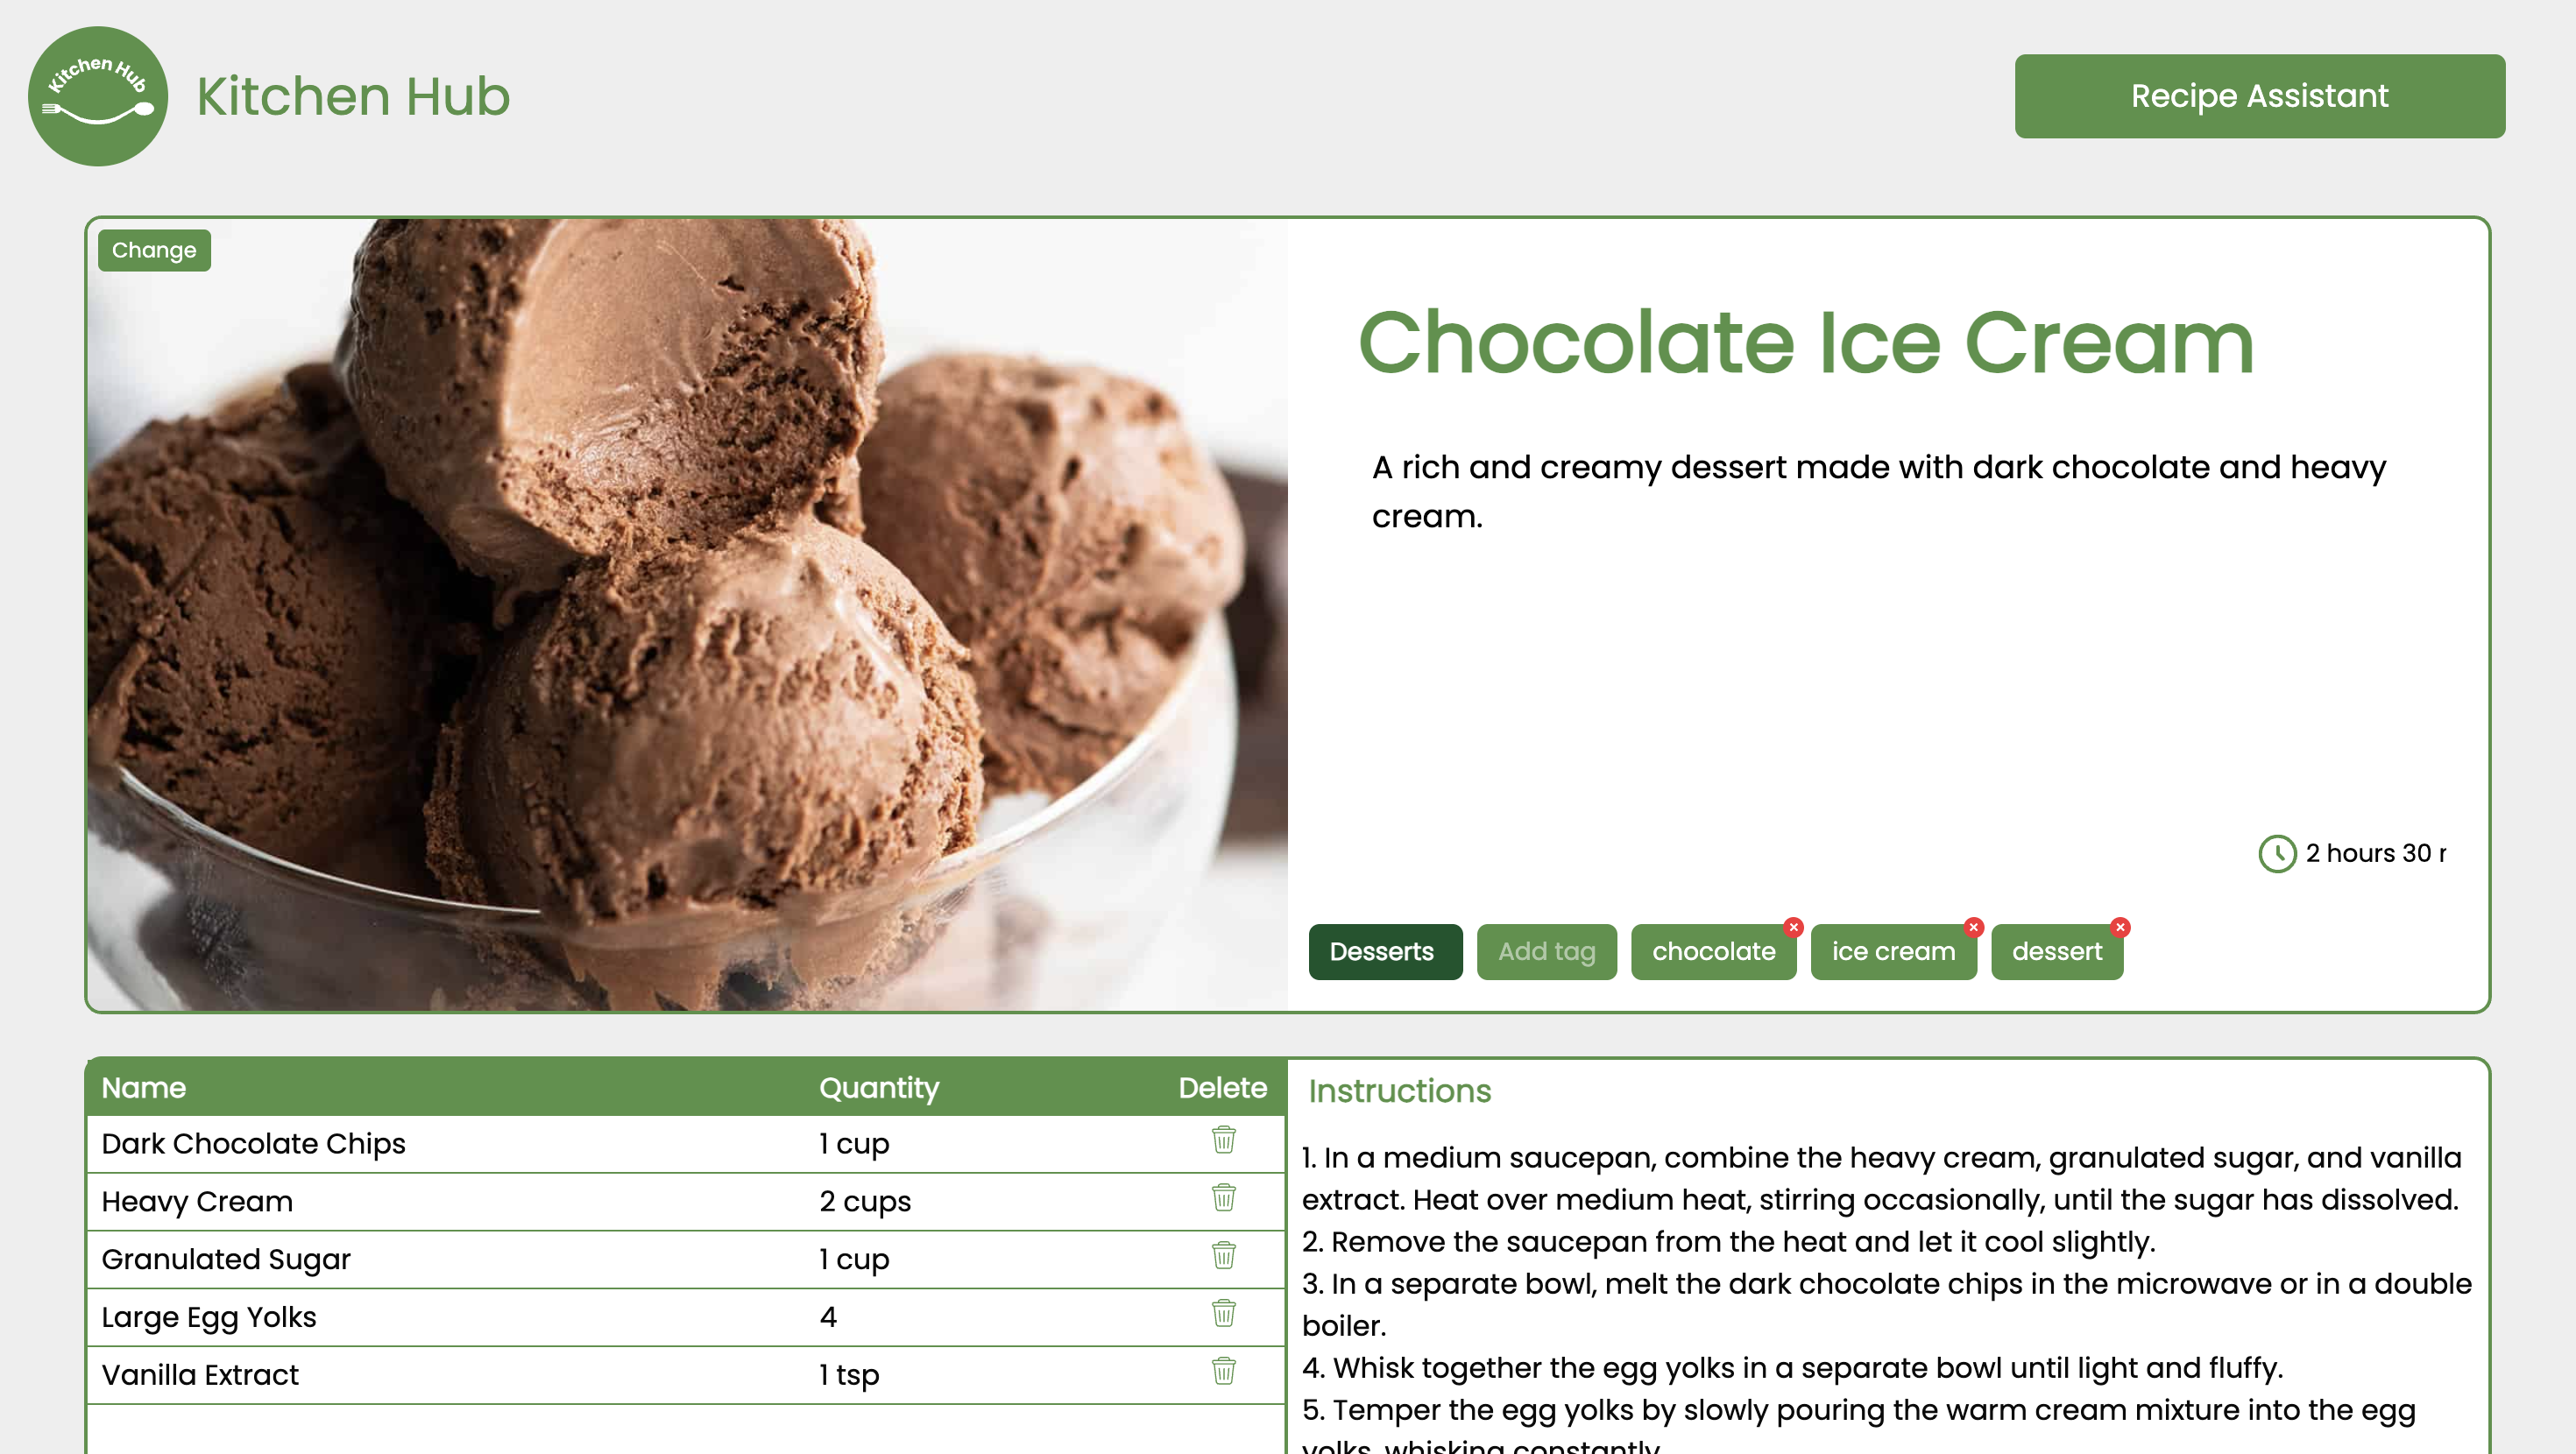 Kitchen Hub
Kitchen Hub
Recipe Assistant
Change
Chocolate Ice Cream
A rich and creamy dessert made with dark chocolate and heavy
cream.
2 hours 30 r
Desserts
Add tag
chocolate
ice cream
dessert
Name Quantity Delete
Dark Chocolate Chips 1 cup
Heavy Cream 2 cups
Granulated Sugar 1 cup
Large Egg Yolks 4
Vanilla Extract 1 tsp
Instructions
1. In a medium saucepan, combine the heavy cream, granulated sugar, and vanilla
extract. Heat over medium heat, stirring occasionally, until the sugar has dissolved.
2. Remove the saucepan from the heat and let it cool slightly.
3. In a separate bowl, melt the dark chocolate chips in the microwave or in a double
boiler.
4. Whisk together the egg yolks in a separate bowl until light and fluffy.
5. Temper the egg yolks by slowly pouring the warm cream mixture into the egg
yolks, whisking constantly.